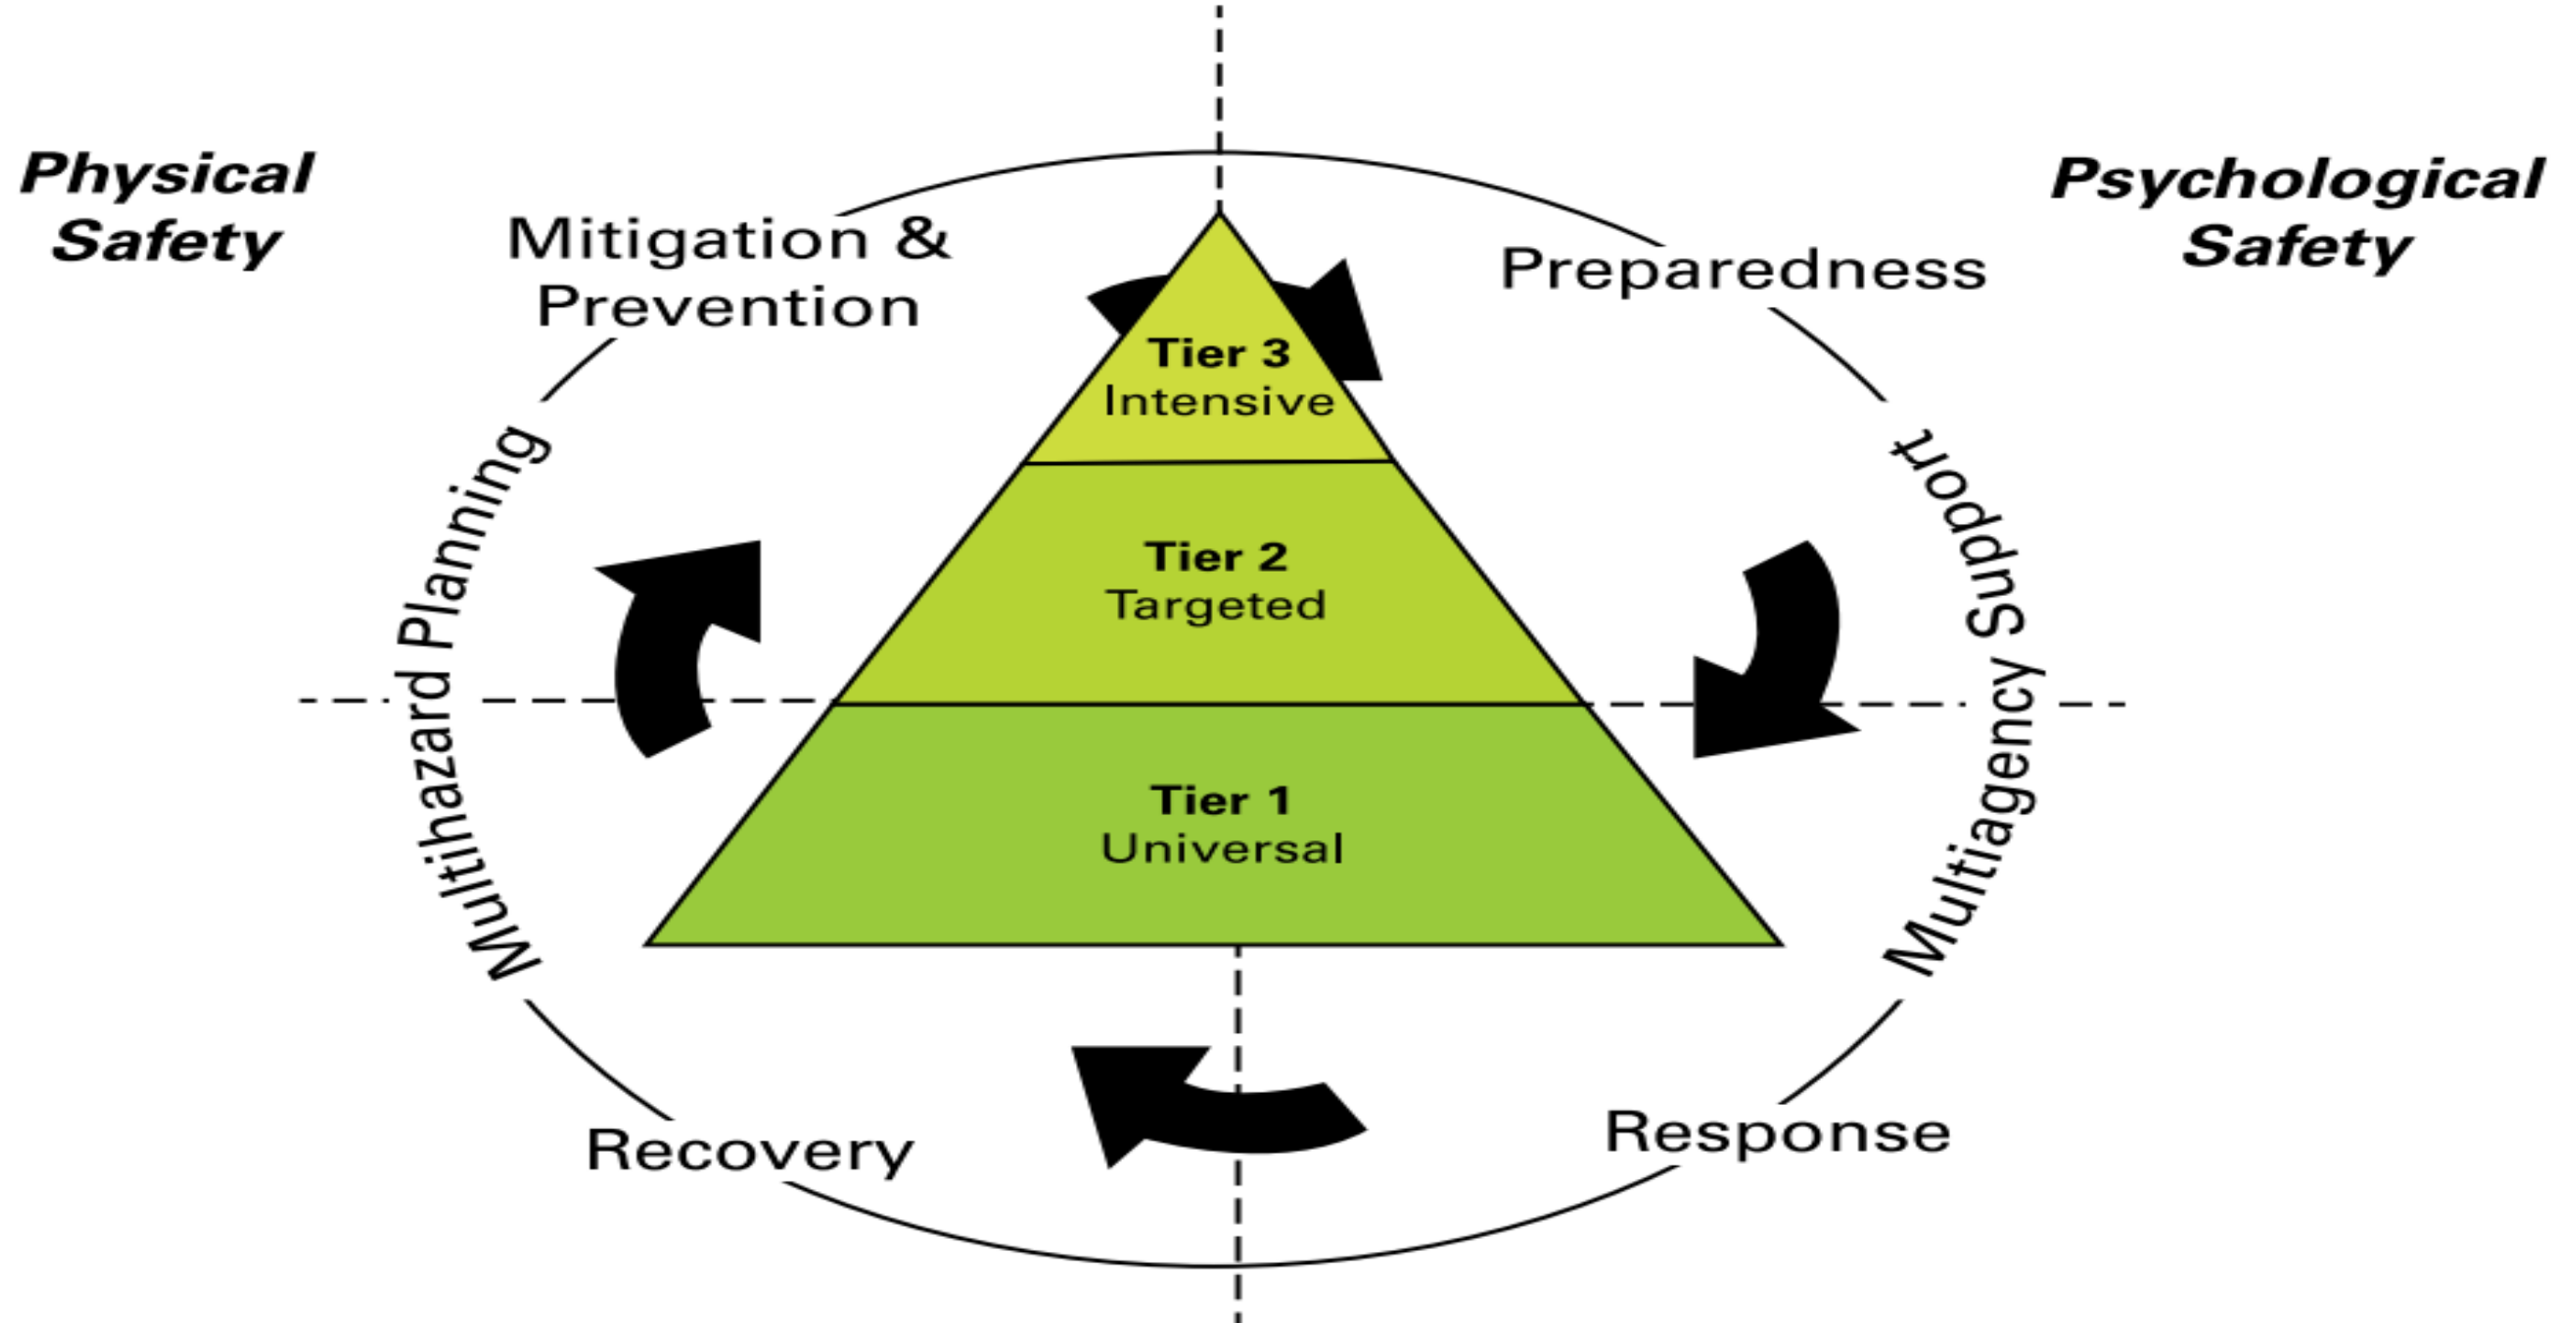 Physical
Safety
Psychological
Safety
Mitigation &
Prevention
Preparedness
Tier 3
Intensive
Multihazard Planning
Multiagency Support
Tier 2
Targeted
Tier 1
Universal
Recovery
Response